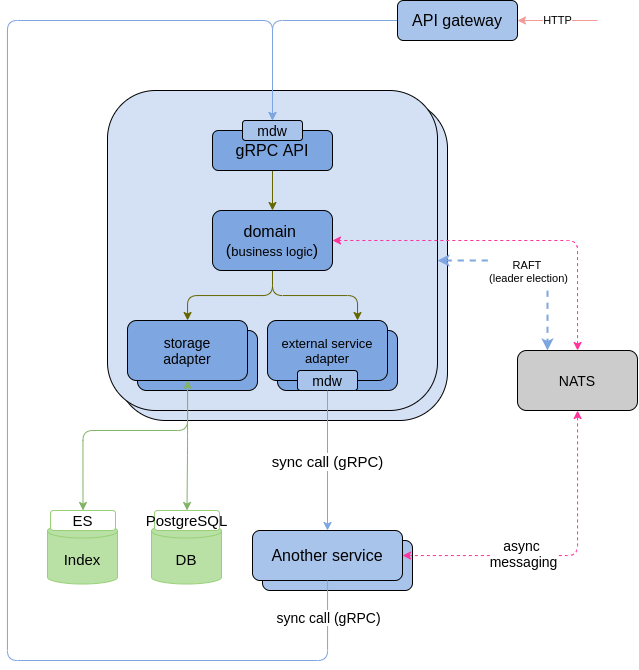 API gateway
HTTP
mdw
gRPC API
domain
(business logic)
RAFT
(leader election)
storage
adapter
external service
adapter
mdw
NATS
sync call (gRPC)
ES
PostgreSQL
Index
DB
Another service
async
messaging
sync call (gRPC)